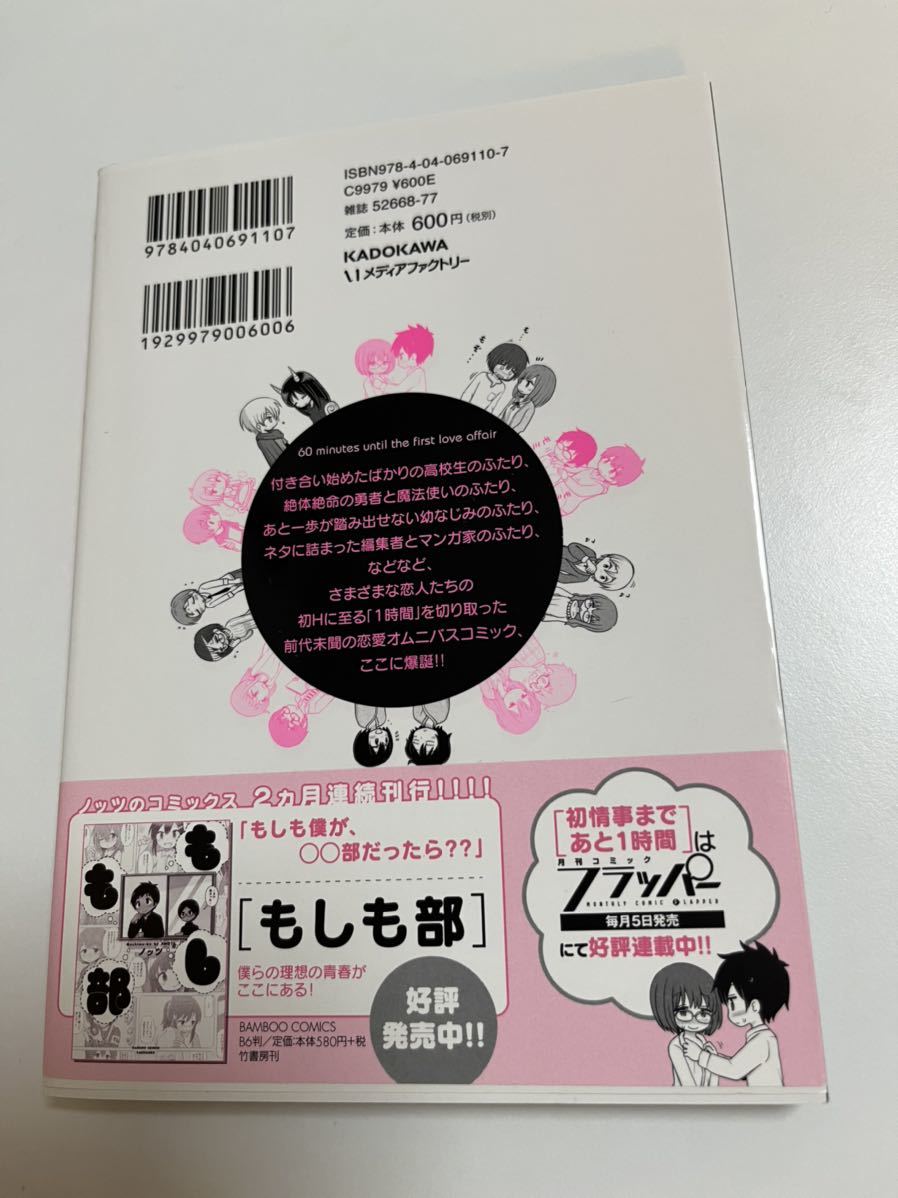 ISBN978-4-04-069110-7
C9979 ¥600E
雑誌 52668-77
定価:本体 600円(税別)
KADOKAWA
メディアファクトリー
9784040691107
1929979006006
60 minutes until the first love affair
付き合い始めたばかりの高校生のふたり、
絶体絶命の勇者と魔法使いのふたり、
あと一歩が踏み出せない幼なじみのふたり、
ネタに詰まった編集者とマンガ家のふたり、
などなど、
さまざまな恋人たちの
初Hに至る「1時間」を切り取った
前代未聞の恋愛オムニバスコミック、
ここに爆誕!!
ノッツのコミックス 2カ月連続刊行!!!!
「もしも僕が、
○○部だったら??」
[もしも部]
僕らの理想の青春が
ここにある!
BAMBOO COMICS
B6判/定価:本体580円+税
竹書房刊
好評
発売中!!
もしも部
ノッツ
[初情事まで
あと1時間]は
月刊コミック
フラッパー
MONTHLY COMIC FLAPPER
毎月5日発売
にて好評連載中!!